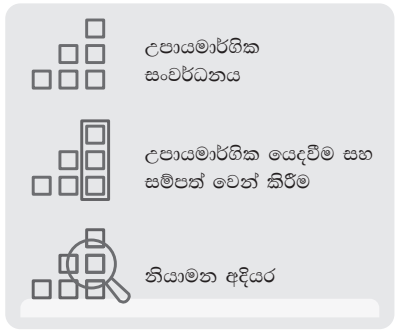 උපායමාර්ගික
සංවර්ධනය
උපායමාර්ගික යෙදවීම සහ
සම්පත් වෙන් කිරීම
නියාමන අදියර